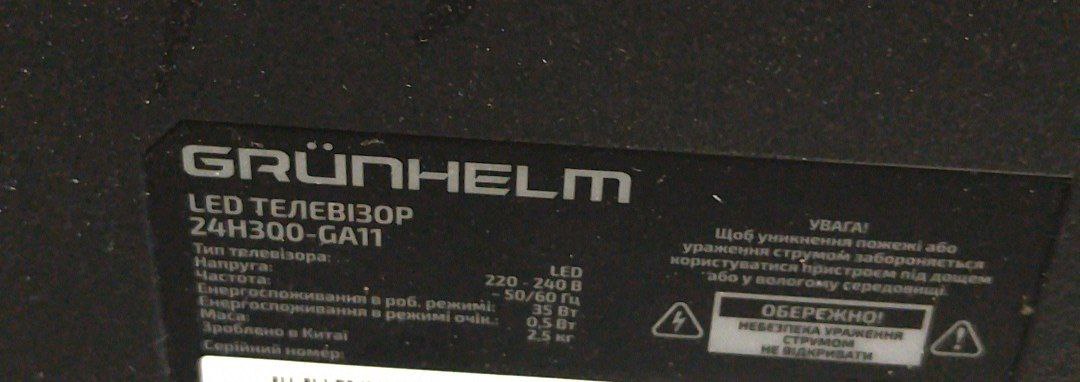 GRÜNHELM
LED ТЕЛЕВІЗОР
24H300-GA11
Тип телевізора: LED
Напруга: 220 - 240 В
Частота: ~ 50/60 Гц
Енергоспоживання в роб. режимі: 35 Вт
Енергоспоживання в режимі очік.: 0,5 Вт
Маса: 2,5 кг
Зроблено в Китаї
Серійний номер:
УВАГА!
Щоб уникнення пожежі або
ураження струмом забороняється
користуватися пристроєм під дощем
або у вологому середовищі.
ОБЕРЕЖНО!
НЕБЕЗПЕКА УРАЖЕННЯ
СТРУМОМ
НЕ ВІДКРИВАТИ